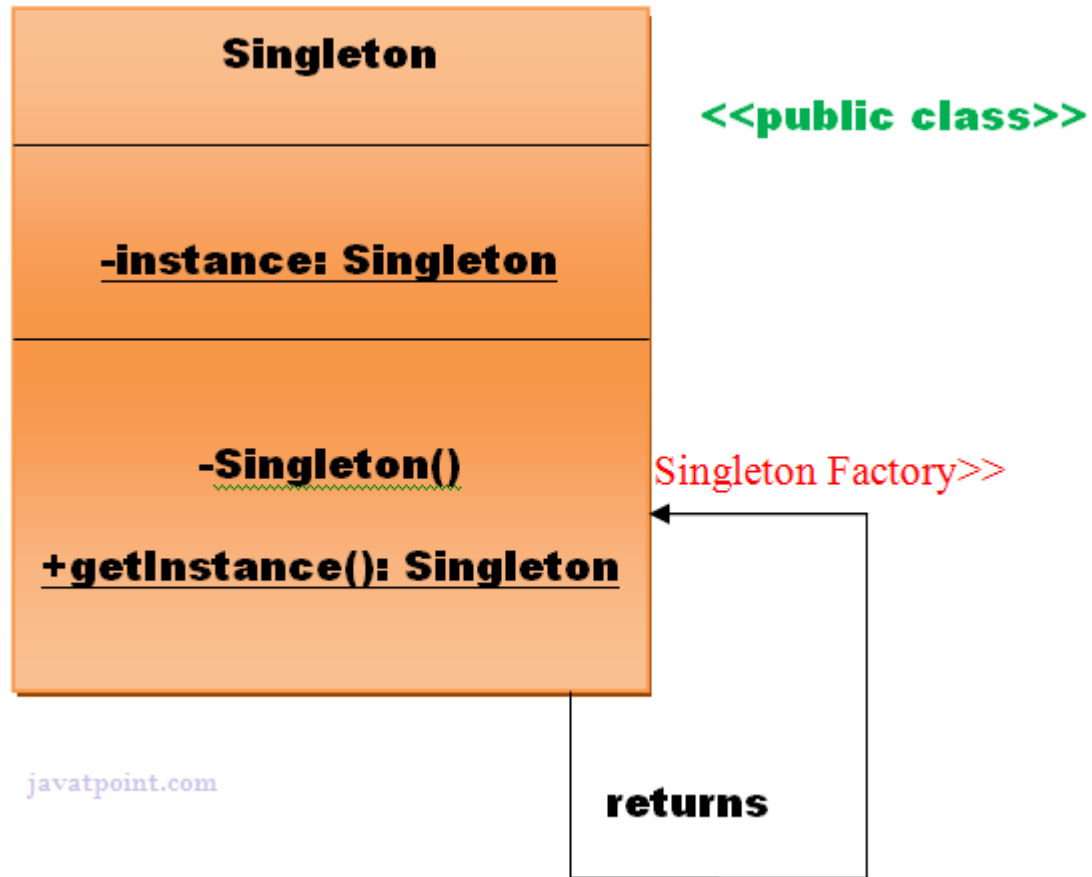 Singleton
<<public class>>
-instance: Singleton
-Singleton()
Singleton Factory>>
+getInstance(): Singleton
javatpoint.com
returns